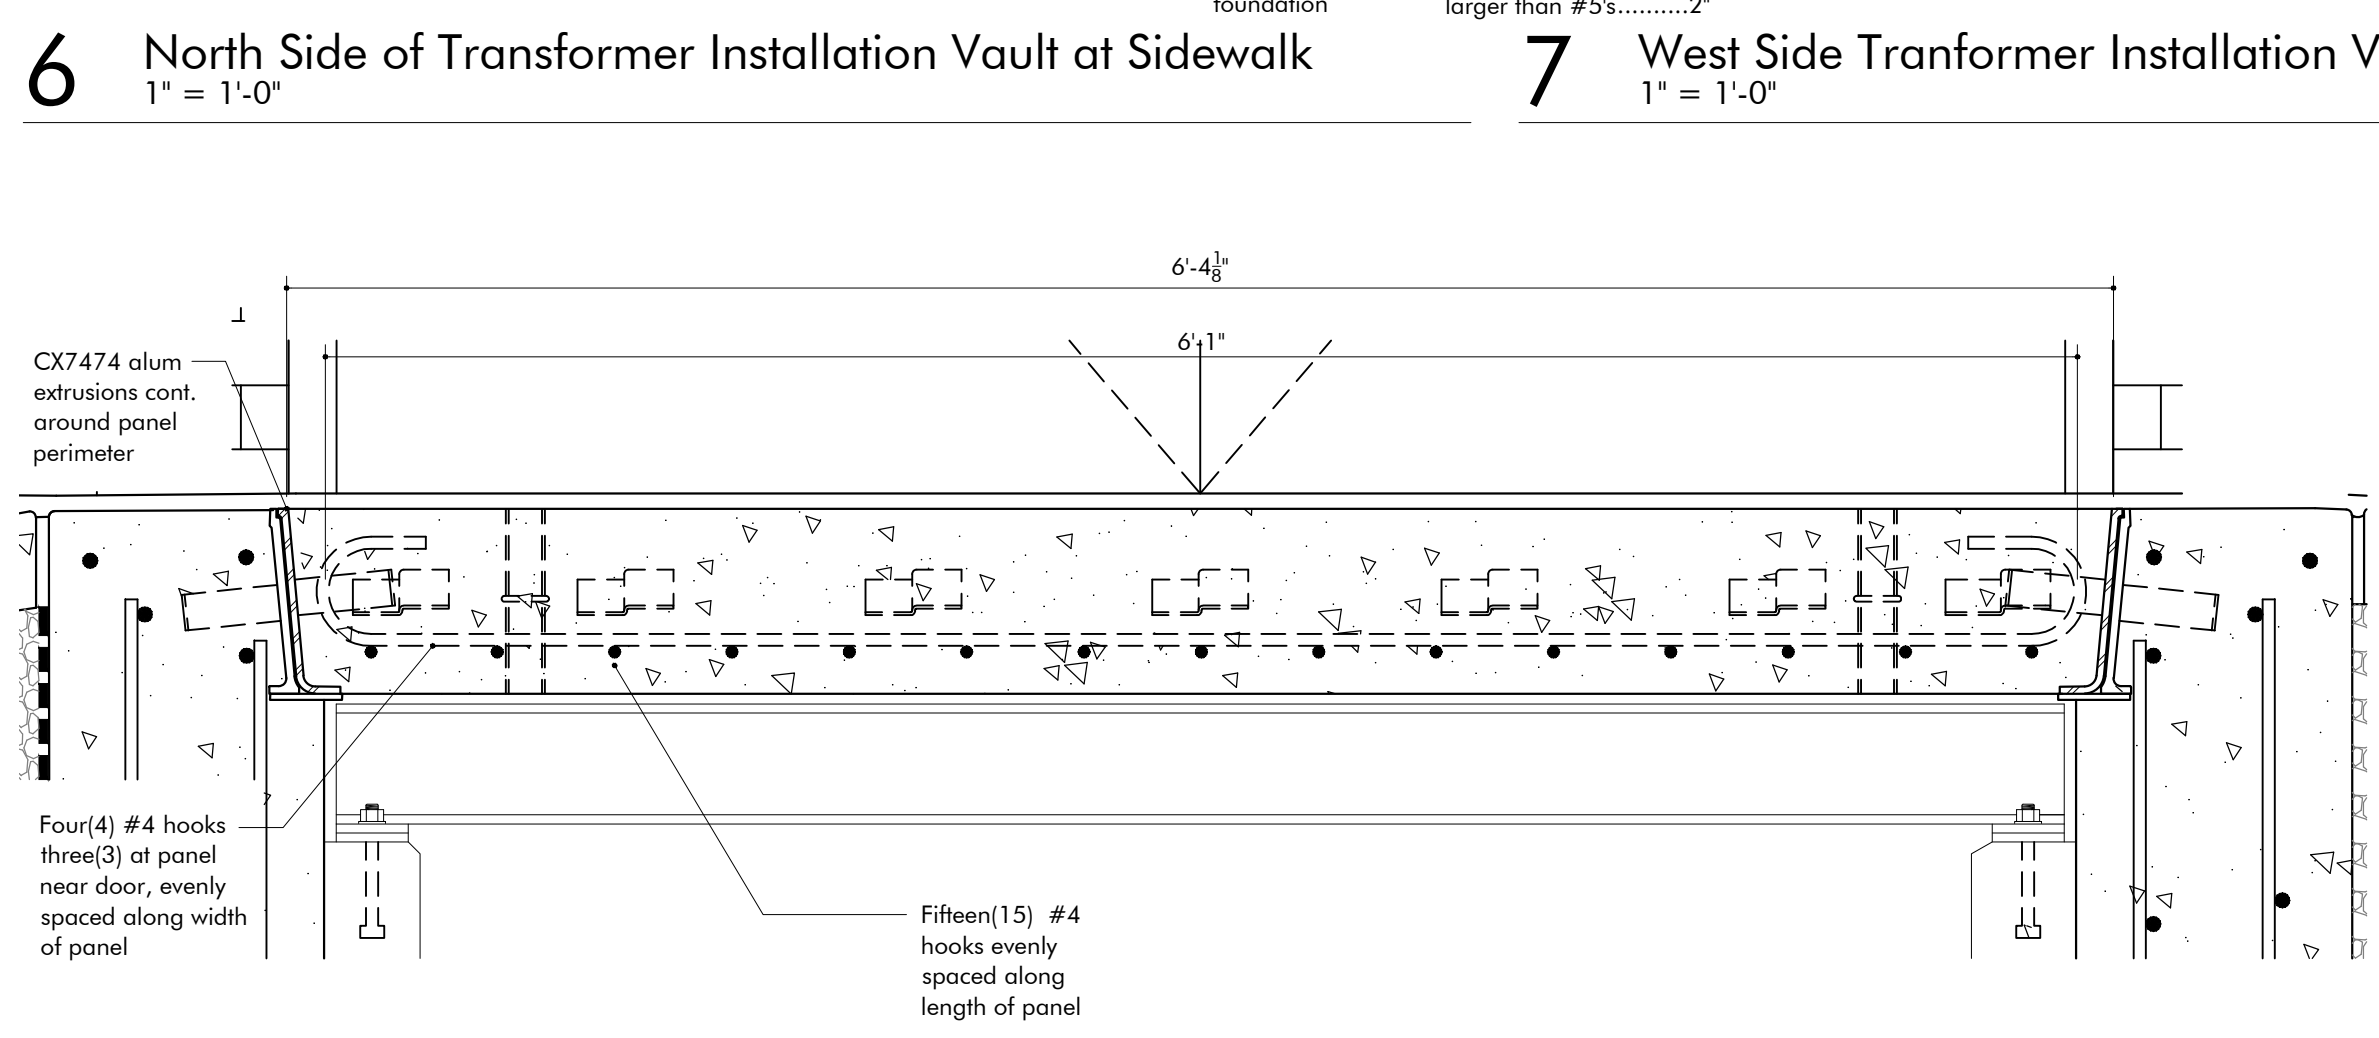 foundation
larger than #5's..........2"
6 North Side of Transformer Installation Vault at Sidewalk
1" = 1'-0"
7 West Side Tranformer Installation V
1" = 1'-0"
6'-4 1/8"
6'-1"
CX7474 alum
extrusions cont.
around panel
perimeter
Four(4) #4 hooks
three(3) at panel
near door, evenly
spaced along width
of panel
Fifteen(15) #4
hooks evenly
spaced along
length of panel